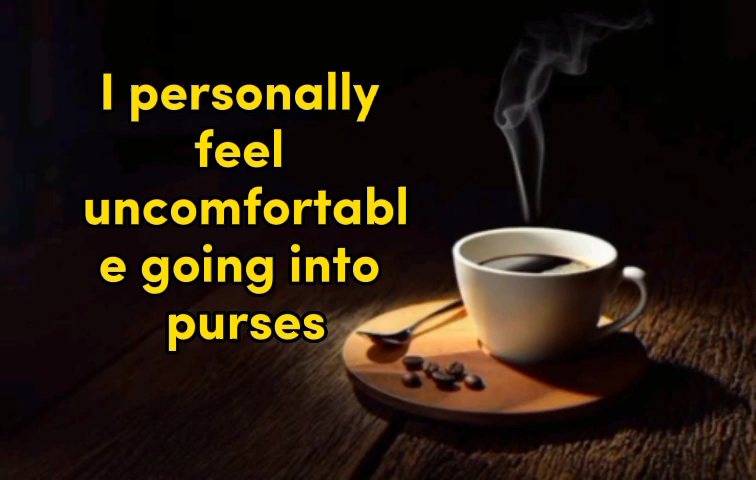 I personally
feel
uncomfortabl
e going into
purses